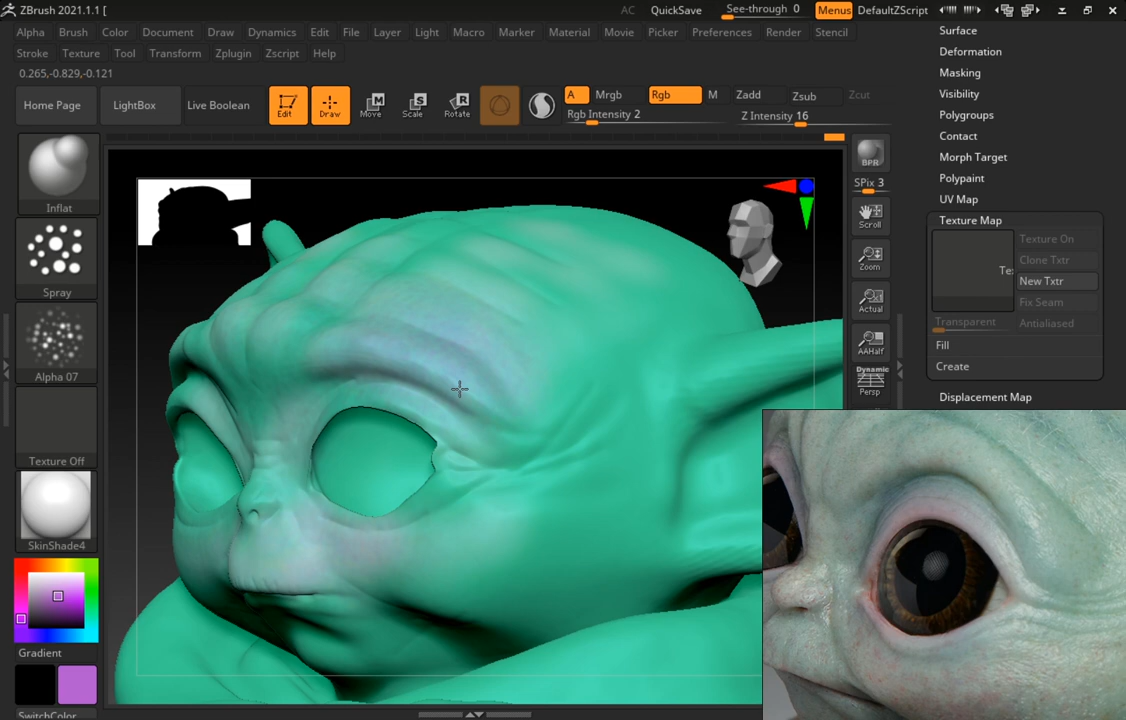 ZBrush 2021.1.1 [
AC QuickSave See-through 0 Menus DefaultZScript
Alpha Brush Color Document Draw Dynamics Edit File Layer Light Macro Marker Material Movie Picker Preferences Render Stencil
Stroke Texture Tool Transform Zplugin Zscript Help
0.265,-0.829,-0.121
Home Page LightBox Live Boolean Edit Draw Move Scale Rotate A Mrgb Rgb M Zadd Zsub Zcut
M S R
Rgb Intensity 2 Z Intensity 16
Inflat
Spray
Alpha 07
Texture Off
SkinShade4
Gradient
SwitchColor
BPR
SPix 3
Scroll
Zoom
Actual
AAHalf
Dynamic
Persp
Surface
Deformation
Masking
Visibility
Polygroups
Contact
Morph Target
Polypaint
UV Map
Texture Map
Texture On
Clone Txtr
New Txtr
Fix Seam
Transparent Antialiased
Fill
Create
Displacement Map